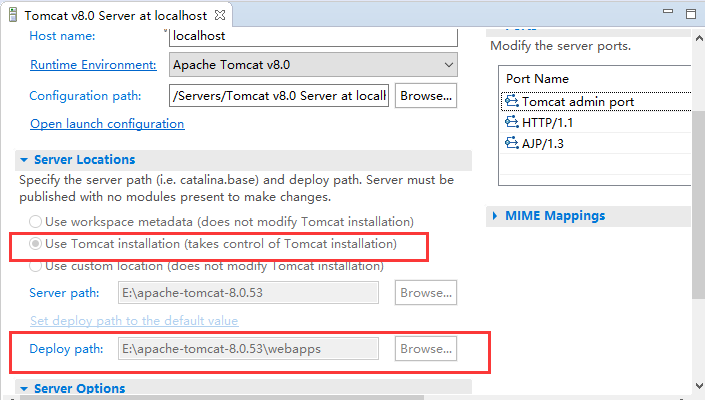 Tomcat v8.0 Server at localhost
Host name: localhost
Runtime Environment: Apache Tomcat v8.0
Configuration path: /Servers/Tomcat v8.0 Server at localh Browse...
Open launch configuration
Server Locations
Specify the server path (i.e. catalina.base) and deploy path. Server must be
published with no modules present to make changes.
Use workspace metadata (does not modify Tomcat installation)
Use Tomcat installation (takes control of Tomcat installation)
Use custom location (does not modify Tomcat installation)
Server path: E:\apache-tomcat-8.0.53 Browse...
Set deploy path to the default value
Deploy path: E:\apache-tomcat-8.0.53\webapps Browse...
Server Options
Ports
Modify the server ports.
Port Name
Tomcat admin port
HTTP/1.1
AJP/1.3
MIME Mappings